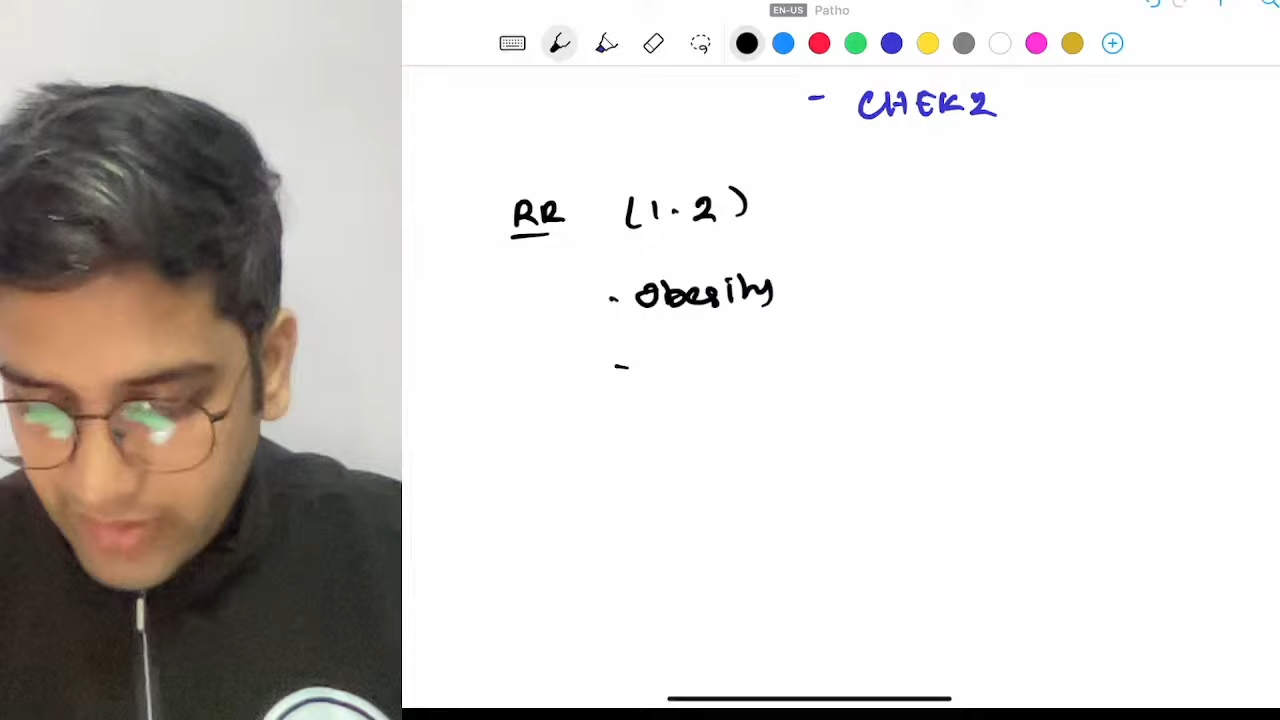 EN-US Patho
- CHEK2
RR (1.2)
. Obesity
-